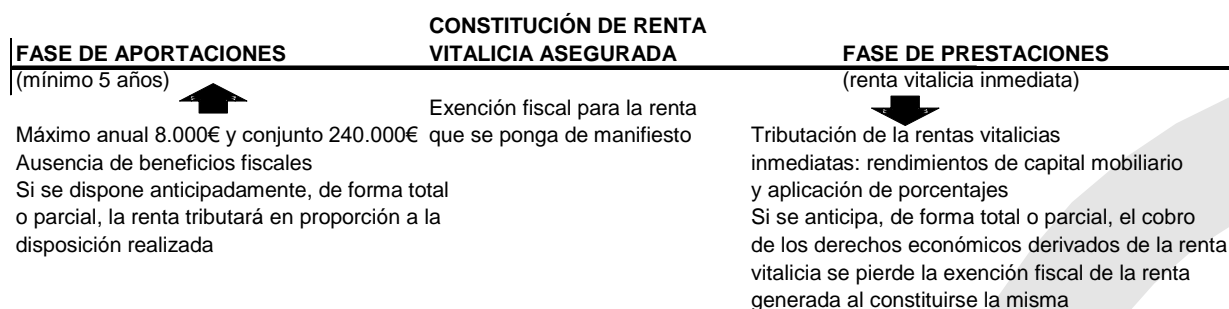 FASE DE APORTACIONES
(mínimo 5 años)
Máximo anual 8.000€ y conjunto 240.000€
Ausencia de beneficios fiscales
Si se dispone anticipadamente, de forma total
o parcial, la renta tributará en proporción a la
disposición realizada
CONSTITUCIÓN DE RENTA
VITALICIA ASEGURADA
Exención fiscal para la renta
que se ponga de manifiesto
FASE DE PRESTACIONES
(renta vitalicia inmediata)
Tributación de la rentas vitalicias
inmediatas: rendimientos de capital mobiliario
y aplicación de porcentajes
Si se anticipa, de forma total o parcial, el cobro
de los derechos económicos derivados de la renta
vitalicia se pierde la exención fiscal de la renta
generada al constituirse la misma